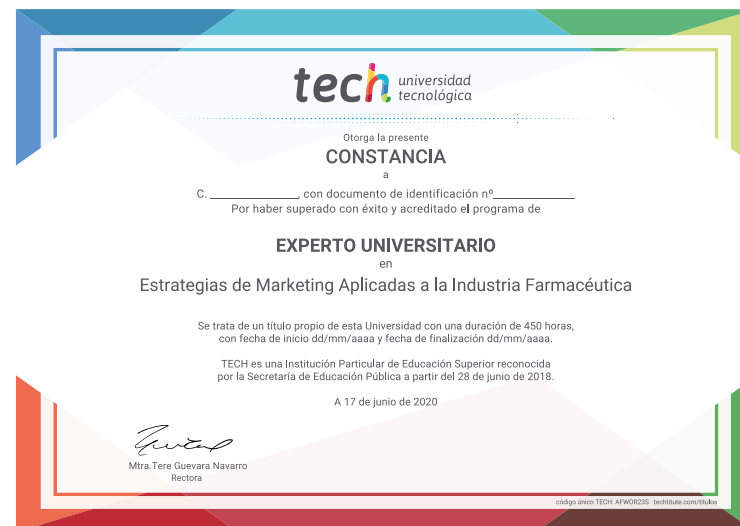 tech universidad
tecnológica
Otorga la presente
CONSTANCIA
a
C. ________________, con documento de identificación nº______________
Por haber superado con éxito y acreditado el programa de
EXPERTO UNIVERSITARIO
en
Estrategias de Marketing Aplicadas a la Industria Farmacéutica
Se trata de un título propio de esta Universidad con una duración de 450 horas,
con fecha de inicio dd/mm/aaaa y fecha de finalización dd/mm/aaaa.
TECH es una Institución Particular de Educación Superior reconocida
por la Secretaría de Educación Pública a partir del 28 de junio de 2018.
A 17 de junio de 2020
Mtra.Tere Guevara Navarro
Rectora
código único TECH: AFWOR23S techtitute.com/titulos